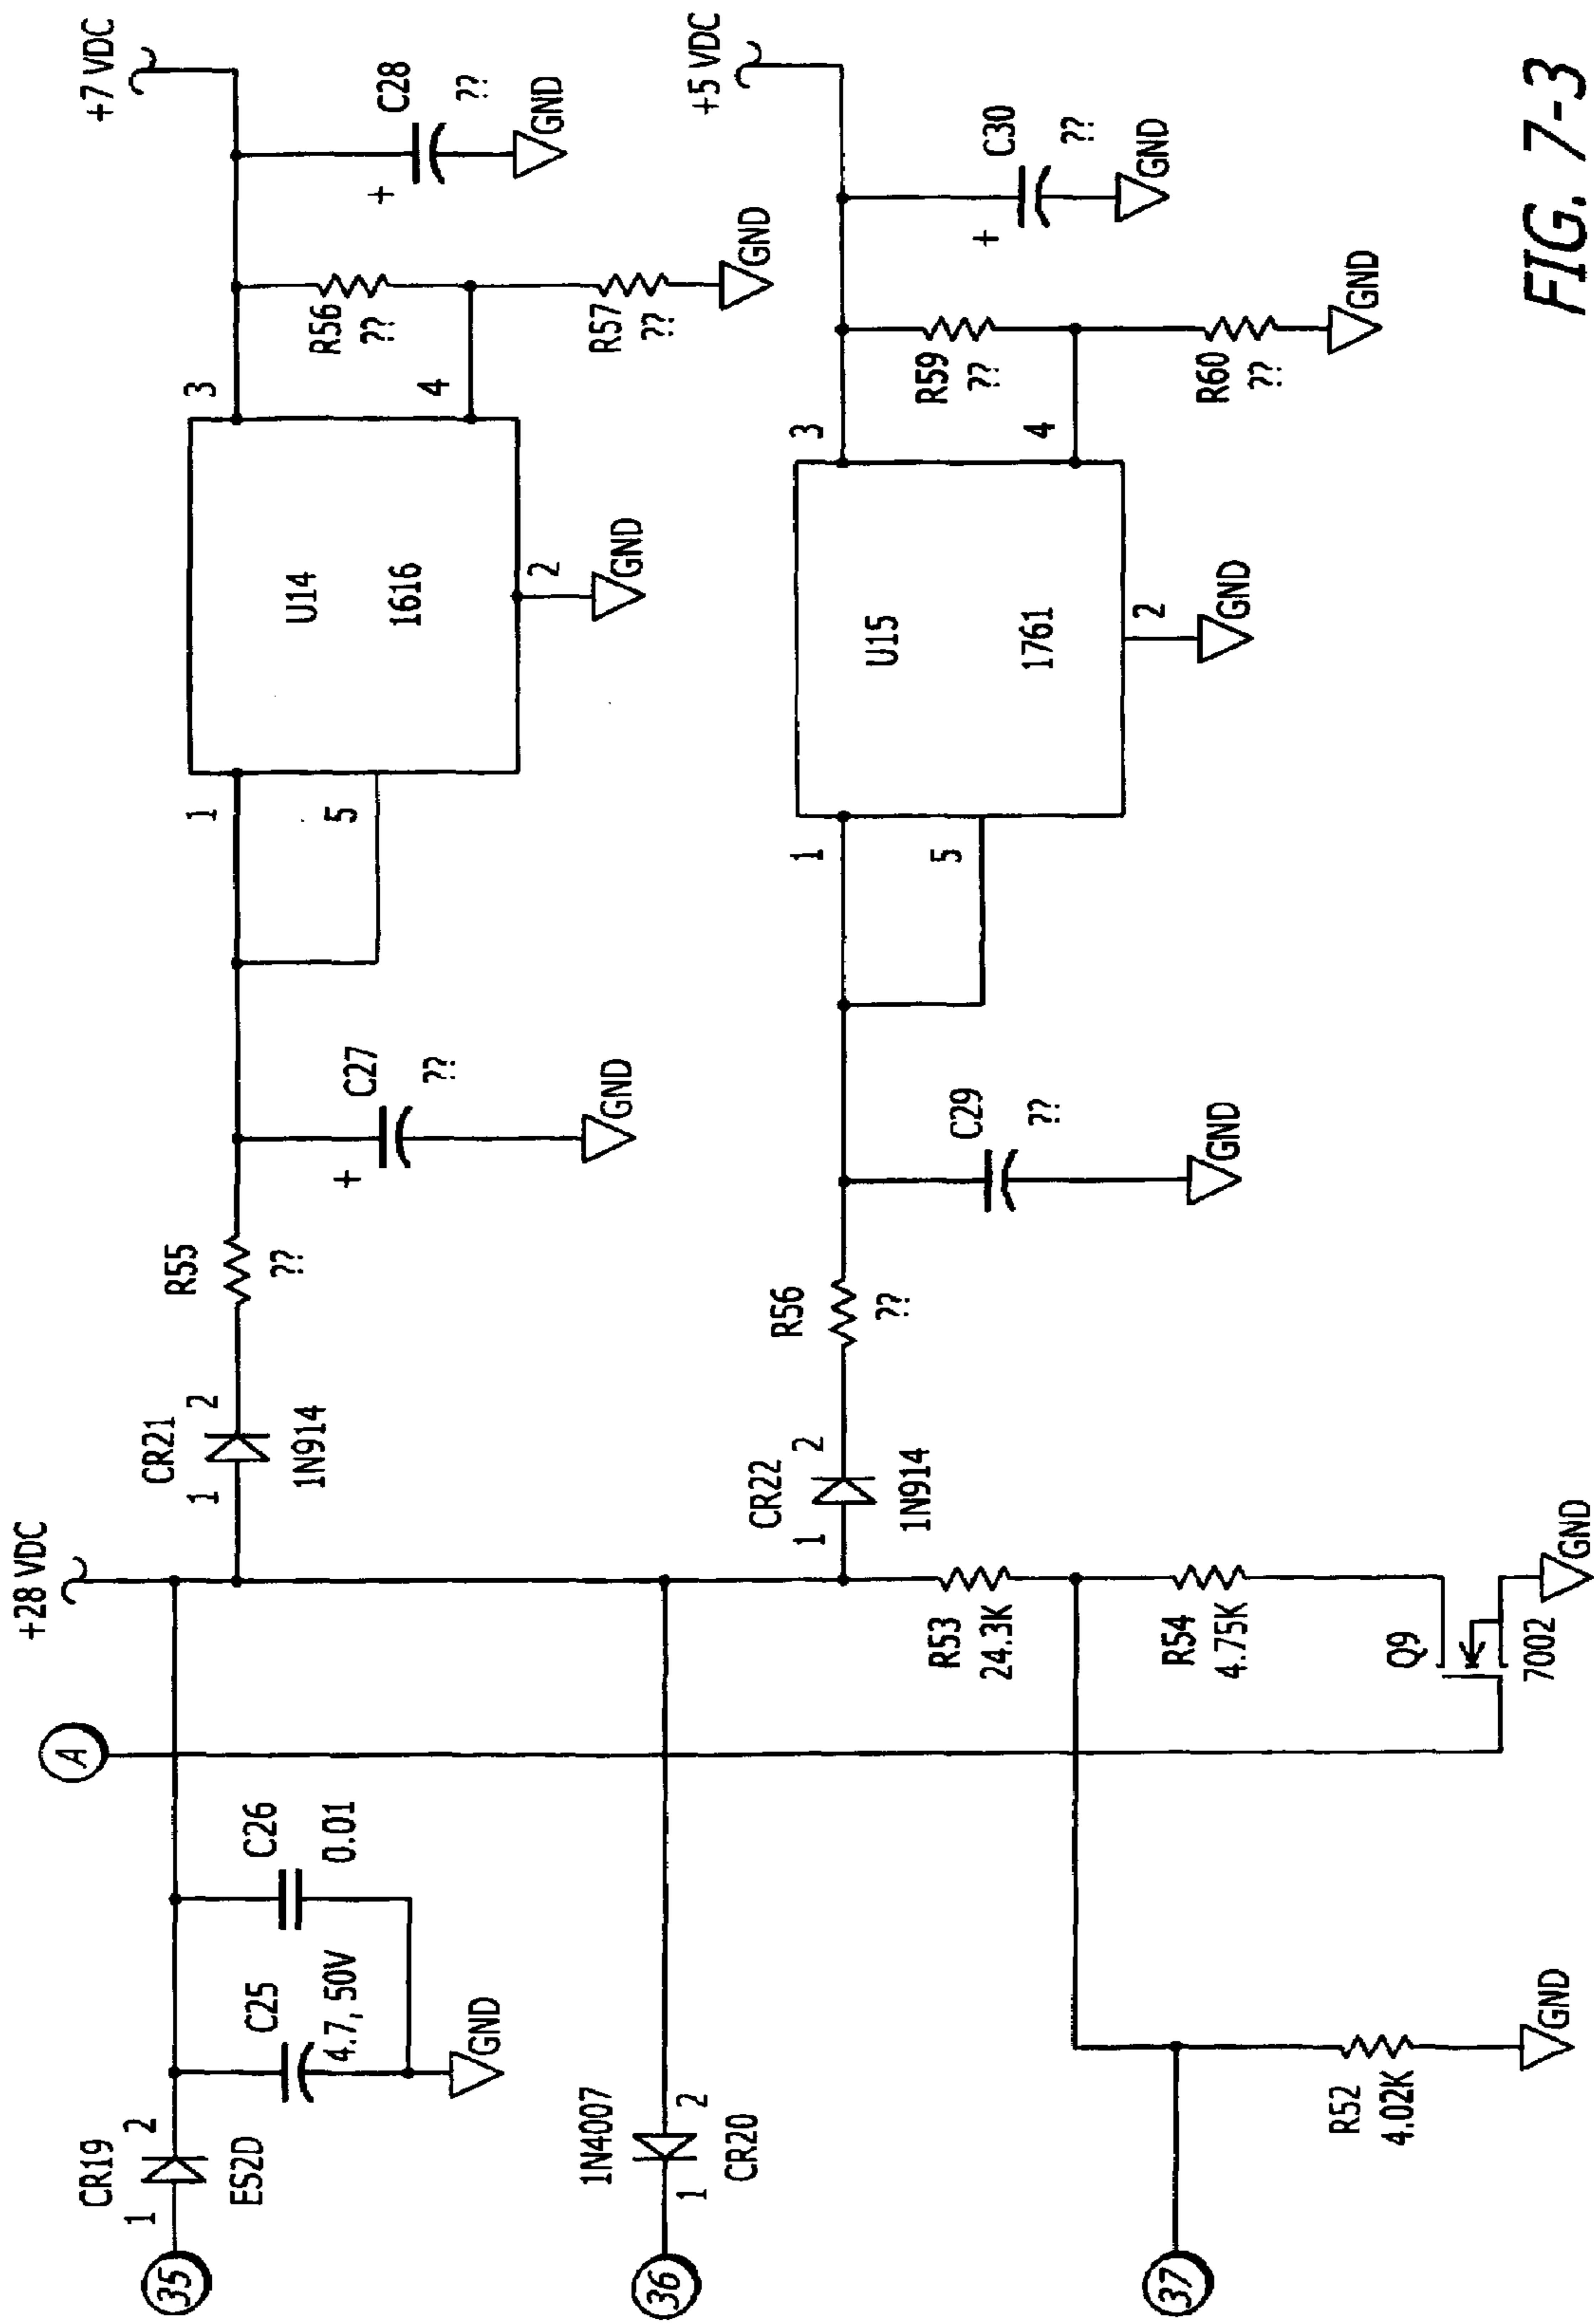 +28 VDC
+7 VDC
35
1
CR19
2
ES2D
C25
4.7, 50V
C26
0.01
GND
A
1
CR21
2
1N914
R55
??
C27
+
??
GND
1
5
U14
1616
2
GND
3
4
R56
??
R57
??
GND
C28
+
??
GND
36
1
1N4007
2
CR20
1
CR22
2
1N914
R56
??
C29
??
GND
1
5
U15
1761
2
GND
3
4
R59
??
R60
??
GND
+5 VDC
C30
+
??
GND
37
R52
4.02K
GND
R53
24.3K
R54
4.75K
Q9
7002
GND
FIG. 7-3